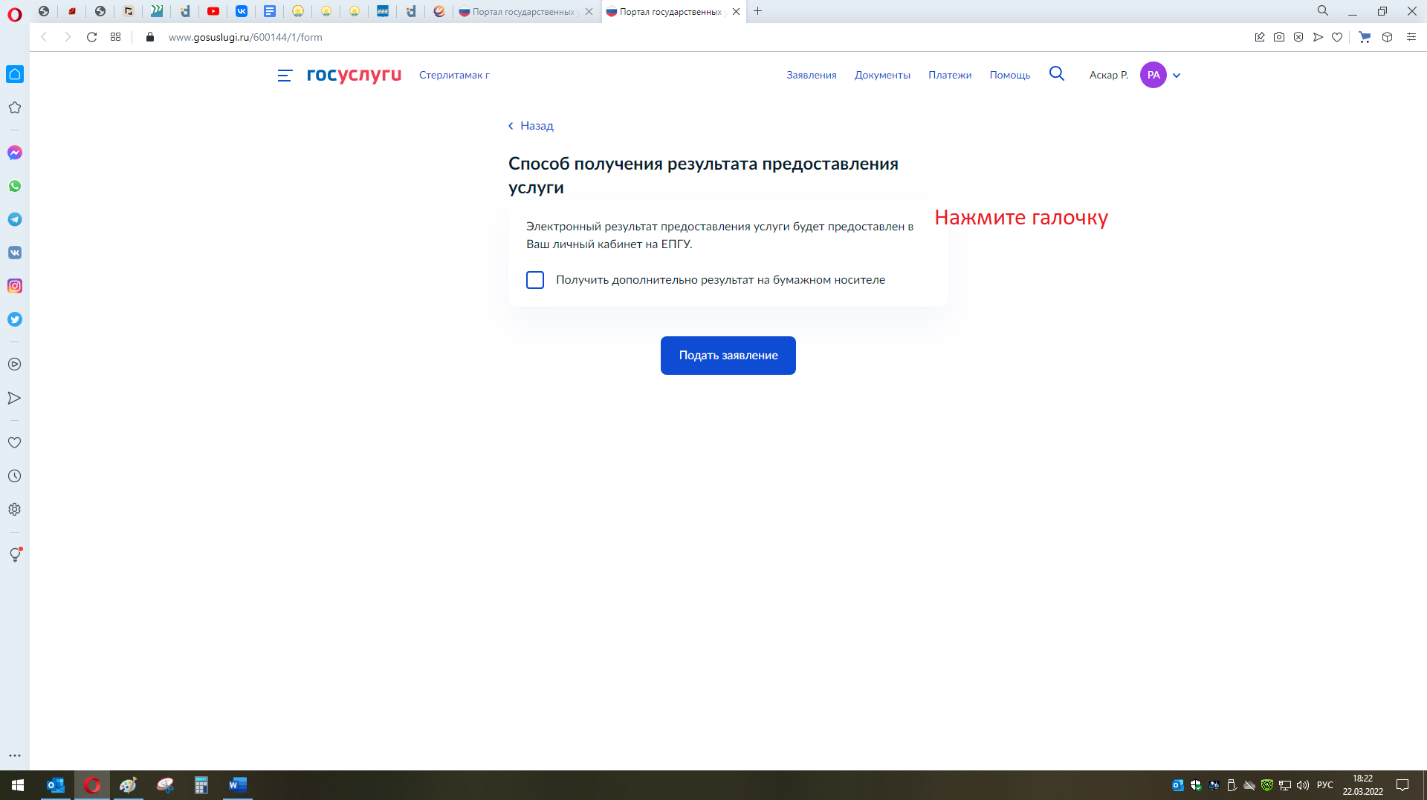 Портал государственных
Портал государственных
www.gosuslugi.ru/600144/1/form
госуслуги
Стерлитамак г
Заявления
Документы
Платежи
Помощь
Аскар Р.
РА
Назад
Способ получения результата предоставления
услуги
Нажмите галочку
Электронный результат предоставления услуги будет предоставлен в
Ваш личный кабинет на ЕПГУ.
Получить дополнительно результат на бумажном носителе
Подать заявление
РУС
18:22
22.03.2022